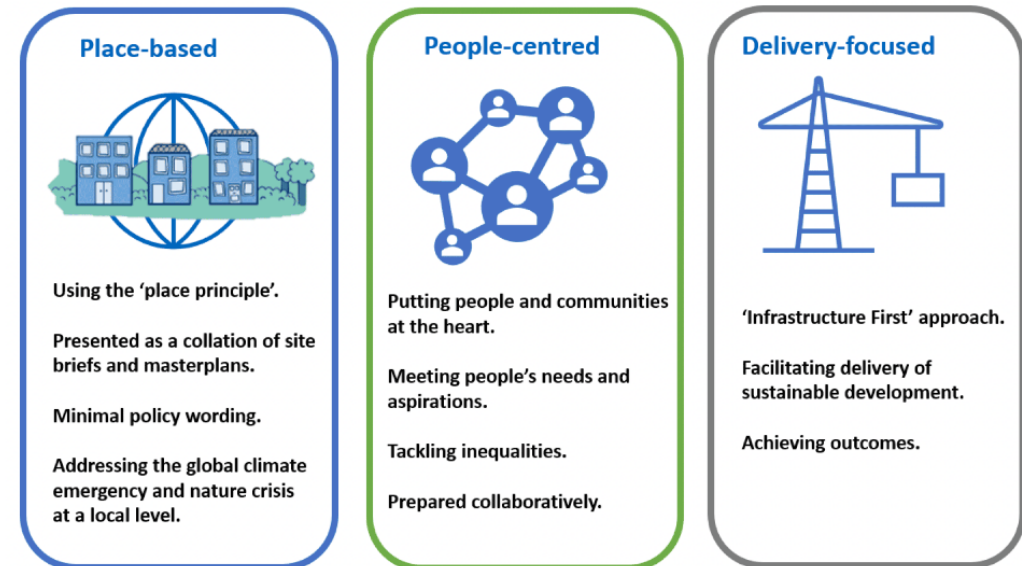 Place-based
Using the ‘place principle’.
Presented as a collation of site
briefs and masterplans.
Minimal policy wording.
Addressing the global climate
emergency and nature crisis
at a local level.
People-centred
Putting people and communities
at the heart.
Meeting people’s needs and
aspirations.
Tackling inequalities.
Prepared collaboratively.
Delivery-focused
‘Infrastructure First’ approach.
Facilitating delivery of
sustainable development.
Achieving outcomes.